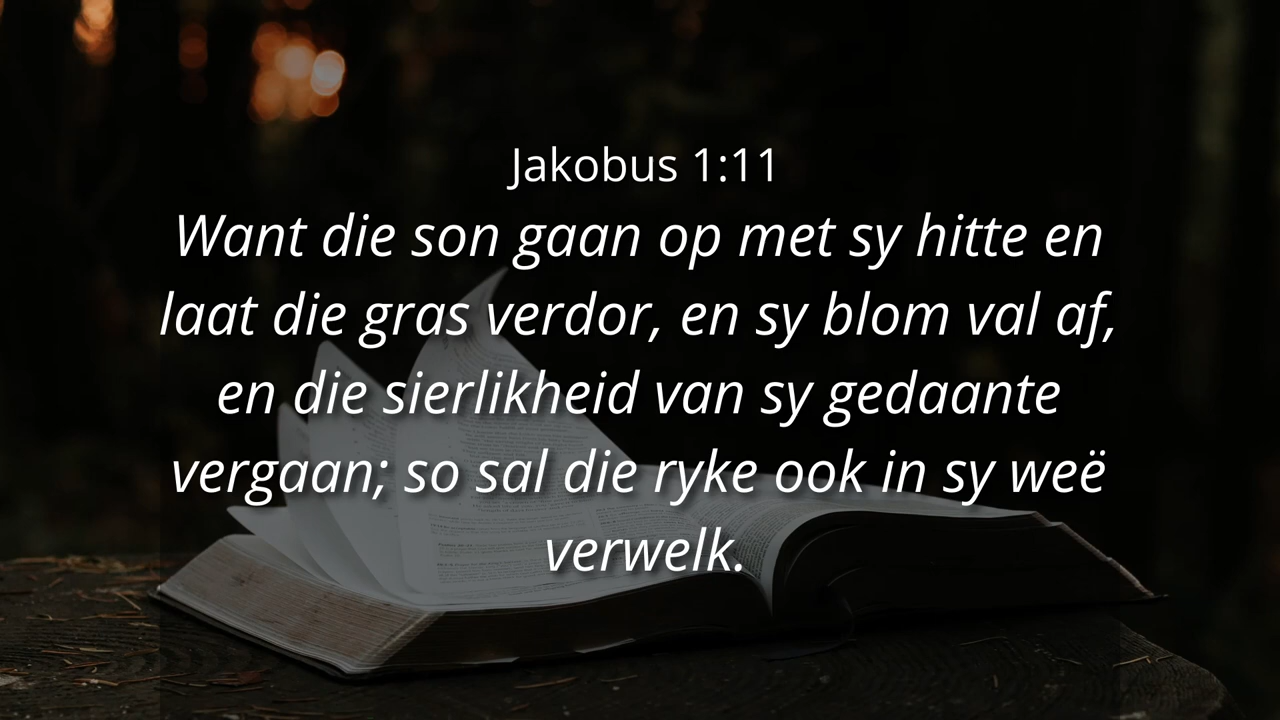 Jakobus 1:11
Want die son gaan op met sy hitte en
laat die gras verdor, en sy blom val af,
en die sierlikheid van sy gedaante
vergaan; so sal die ryke ook in sy weë
verwelk.